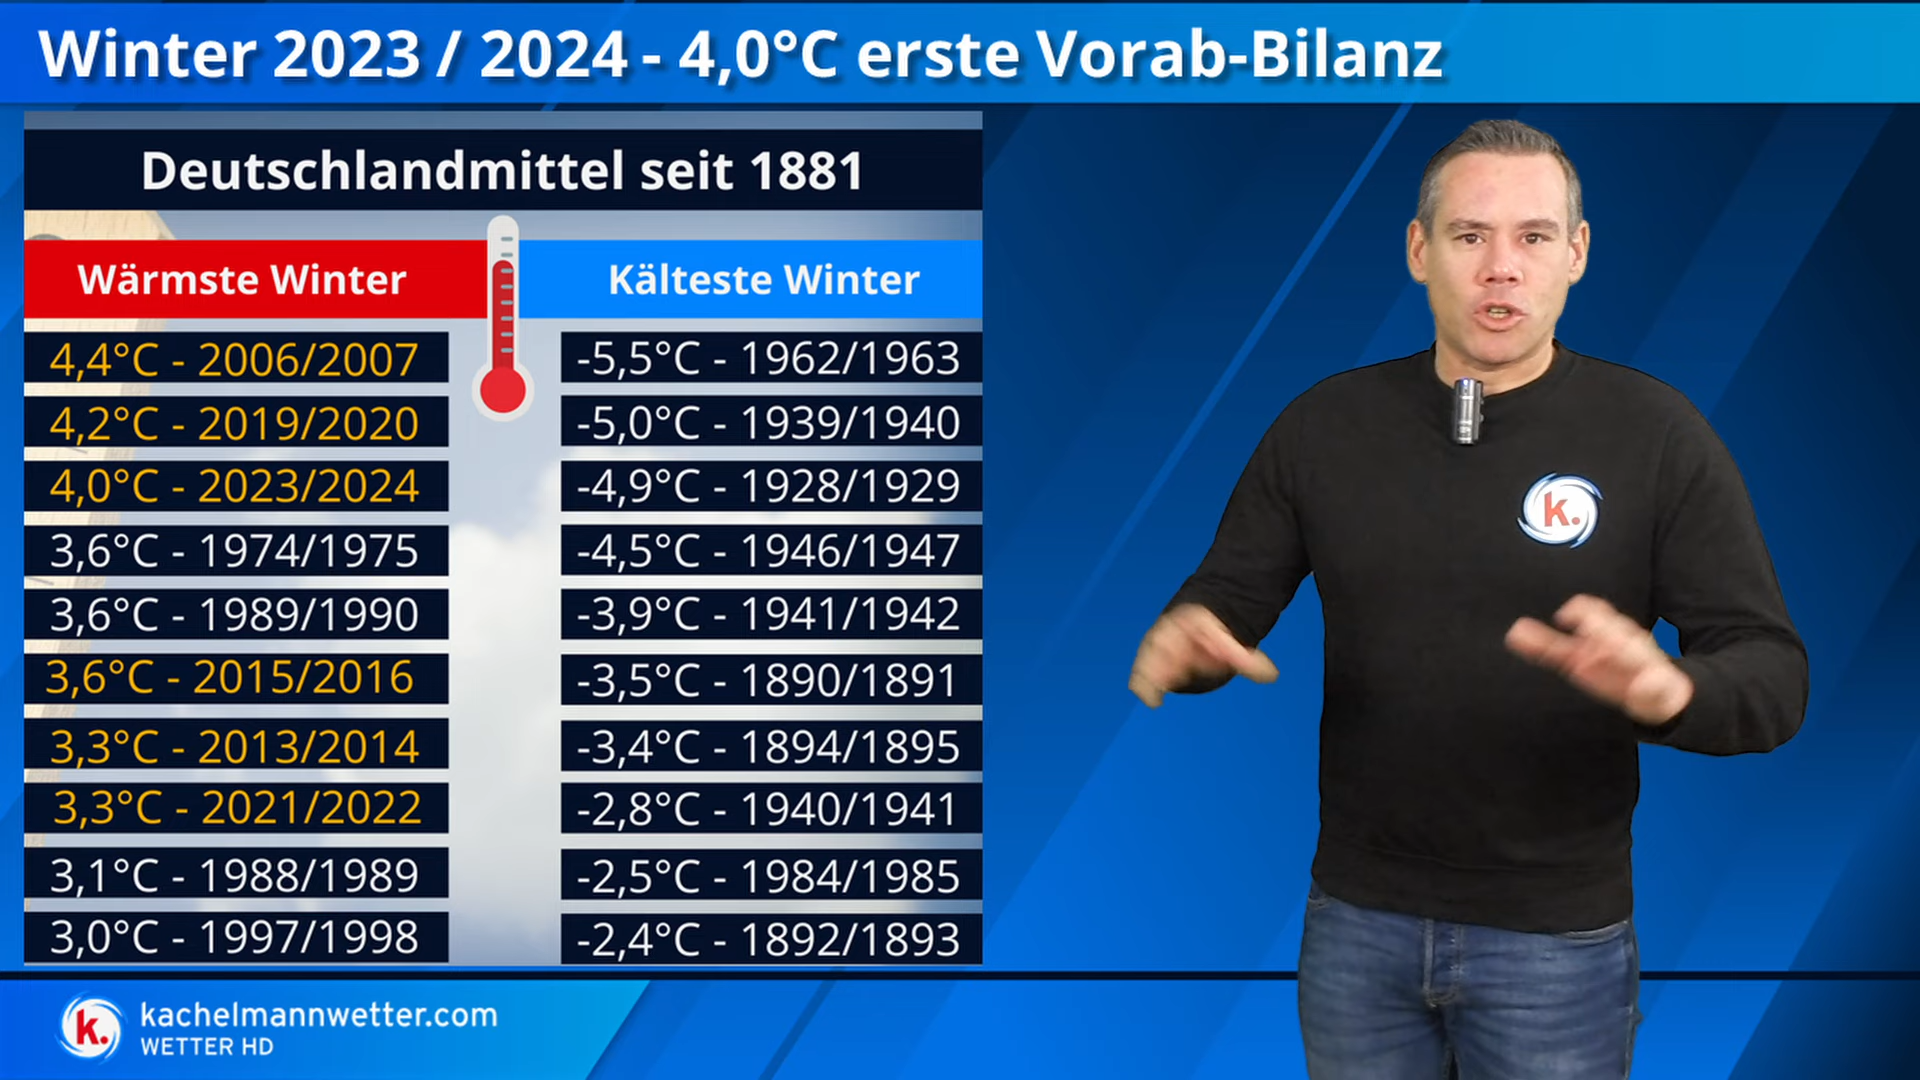 Winter 2023 / 2024 - 4,0°C erste Vorab-Bilanz
Deutschlandmittel seit 1881
Wärmste Winter
4,4°C - 2006/2007
4,2°C - 2019/2020
4,0°C - 2023/2024
3,6°C - 1974/1975
3,6°C - 1989/1990
3,6°C - 2015/2016
3,3°C - 2013/2014
3,3°C - 2021/2022
3,1°C - 1988/1989
3,0°C - 1997/1998
Kälteste Winter
-5,5°C - 1962/1963
-5,0°C - 1939/1940
-4,9°C - 1928/1929
-4,5°C - 1946/1947
-3,9°C - 1941/1942
-3,5°C - 1890/1891
-3,4°C - 1894/1895
-2,8°C - 1940/1941
-2,5°C - 1984/1985
-2,4°C - 1892/1893
k.
k.
kachelmannwetter.com
WETTER HD